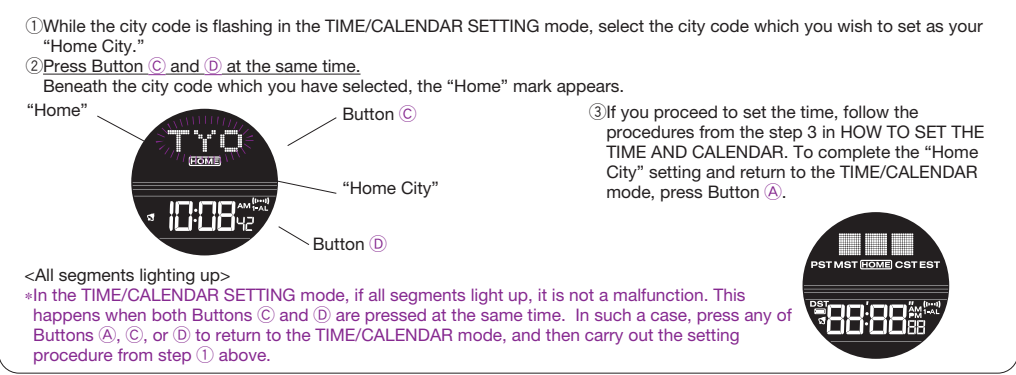 ①While the city code is flashing in the TIME/CALENDAR SETTING mode, select the city code which you wish to set as your
“Home City.”
②Press Button Ⓒ and Ⓓ at the same time.
Beneath the city code which you have selected, the “Home” mark appears.
“Home”
Button Ⓒ
TYO
HOME
“Home City”
AM
1-AL
10:08 42
Button Ⓓ
③If you proceed to set the time, follow the
procedures from the step 3 in HOW TO SET THE
TIME AND CALENDAR. To complete the “Home
City” setting and return to the TIME/CALENDAR
mode, press Button Ⓐ.
PST MST HOME CST EST
DST
AM
PM
1-AL
88:88 88
<All segments lighting up>
*In the TIME/CALENDAR SETTING mode, if all segments light up, it is not a malfunction. This
happens when both Buttons Ⓒ and Ⓓ are pressed at the same time. In such a case, press any of
Buttons Ⓐ, Ⓒ, or Ⓓ to return to the TIME/CALENDAR mode, and then carry out the setting
procedure from step ① above.